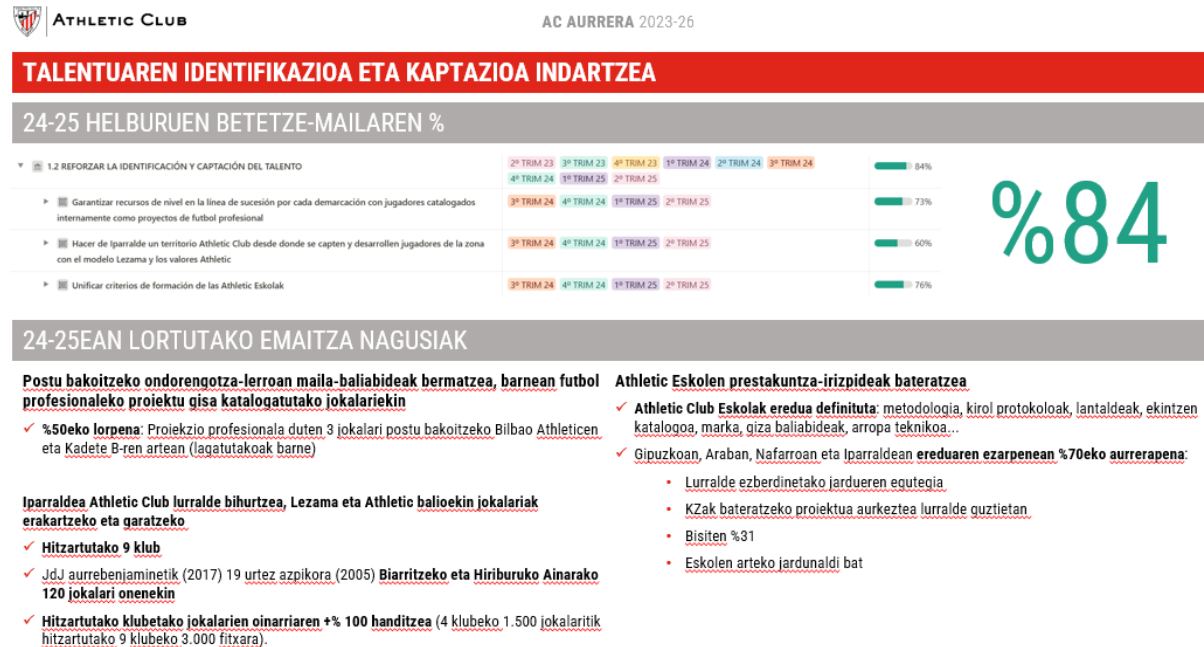 ATHLETIC CLUB
AC AURRERA 2023-26
TALENTUAREN IDENTIFIKAZIOA ETA KAPTAZIOA INDARTZEA
24-25 HELBURUEN BETETZE-MAILAREN %
1.2 REFORZAR LA IDENTIFICACIÓN Y CAPTACIÓN DEL TALENTO
2º TRIM 23 3º TRIM 23 4º TRIM 23 1º TRIM 24 2º TRIM 24 3º TRIM 24
4º TRIM 24 1º TRIM 25 2º TRIM 25
84%
Garantizar recursos de nivel en la línea de sucesión por cada demarcación con jugadores catalogados
internamente como proyectos de futbol profesional
3º TRIM 24 4º TRIM 24 1º TRIM 25 2º TRIM 25
73%
Hacer de Iparralde un territorio Athletic Club desde donde se capten y desarrollen jugadores de la zona
con el modelo Lezama y los valores Athletic
3º TRIM 24 4º TRIM 24 1º TRIM 25 2º TRIM 25
60%
Unificar criterios de formación de las Athletic Eskolak
3º TRIM 24 4º TRIM 24 1º TRIM 25 2º TRIM 25
76%
%84
24-25EAN LORTUTAKO EMAITZA NAGUSIAK
Postu bakoitzeko ondorengotza-lerroan maila-baliabideak bermatzea, barnean futbol
profesionaleko proiektu gisa katalogatutako jokalariekin
%50eko lorpena: Proiekzio profesionala duten 3 jokalari postu bakoitzeko Bilbao Athleticen
eta Kadete B-ren artean (lagatutakoak barne)
Iparraldea Athletic Club lurralde bihurtzea, Lezama eta Athletic balioekin jokalariak
erakartzeko eta garatzeko
Hitzartutako 9 klub
JdJ aurrebenjaminetik (2017) 19 urtez azpikora (2005) Biarritzeko eta Hiriburuko Ainarako
120 jokalari onenekin
Hitzartutako klubetako jokalarien oinarriaren +% 100 handitzea (4 klubeko 1.500 jokalaritik
hitzartutako 9 klubeko 3.000 fitxara).
Athletic Eskolen prestakuntza-irizpideak bateratzea
Athletic Club Eskolak eredua definituta: metodologia, kirol protokoloak, lantaldeak, ekintzen
katalogoa, marka, giza baliabideak, arropa teknikoa...
Gipuzkoan, Araban, Nafarroan eta Iparraldean ereduaren ezarpenean %70eko aurrerapena:
Lurralde ezberdinetako jardueren egutegia
KZak bateratzeko proiektua aurkeztea lurralde guztietan
Bisiten %31
Eskolen arteko jardunaldi bat